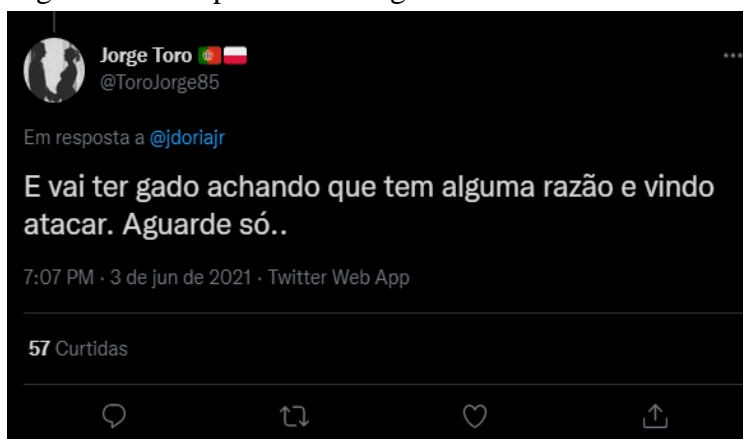 Jorge Toro 🇵🇹🇵🇱
@ToroJorge85
...
Em resposta a @jdoriajr
E vai ter gado achando que tem alguma razão e vindo
atacar. Aguarde só..
7:07 PM · 3 de jun de 2021 · Twitter Web App
57 Curtidas